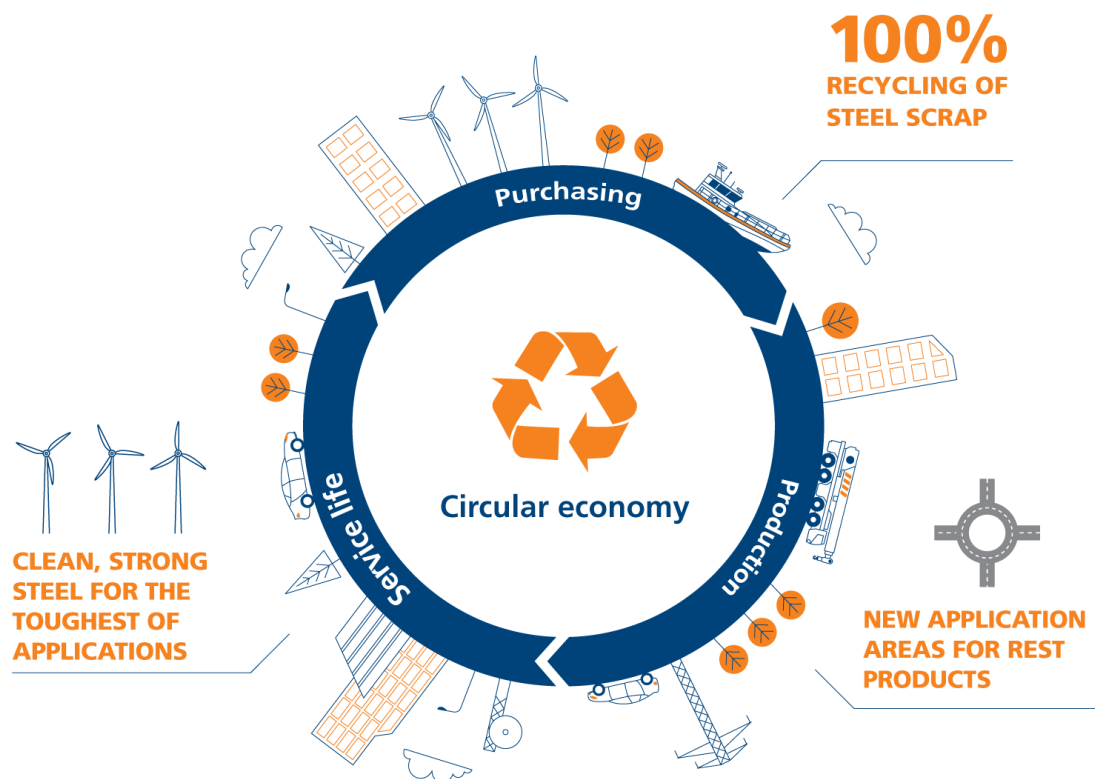 100%
RECYCLING OF
STEEL SCRAP
Purchasing
Circular economy
Production
Service life
CLEAN, STRONG
STEEL FOR THE
TOUGHEST OF
APPLICATIONS
NEW APPLICATION
AREAS FOR REST
PRODUCTS